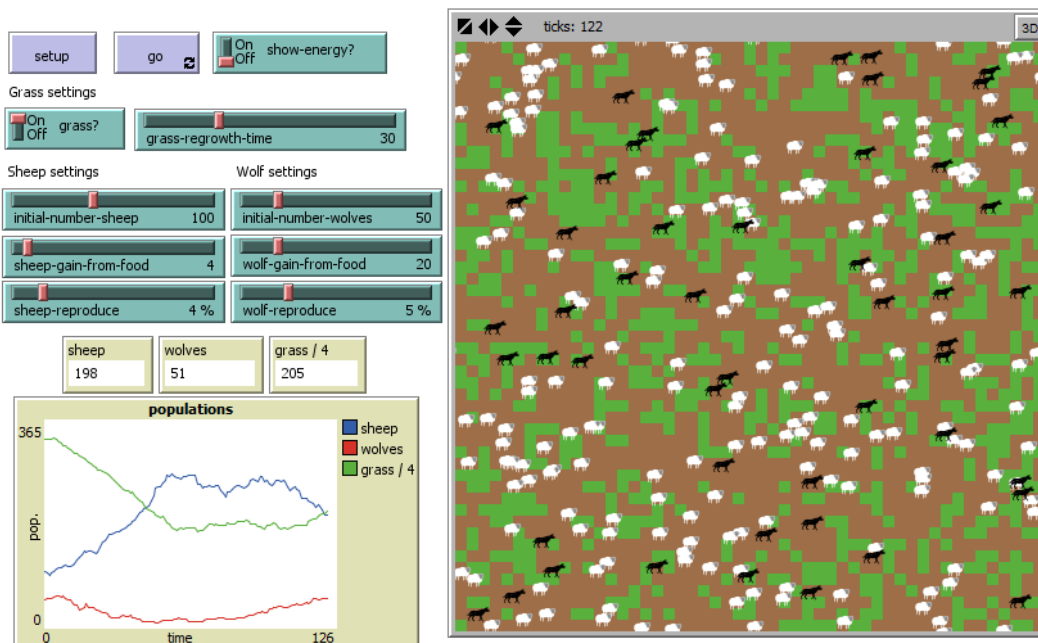 ticks: 122
3D
setup
go
On
Off
show-energy?
Grass settings
On
Off
grass?
grass-regrowth-time 30
Sheep settings
Wolf settings
initial-number-sheep 100
initial-number-wolves 50
sheep-gain-from-food 4
wolf-gain-from-food 20
sheep-reproduce 4 %
wolf-reproduce 5 %
sheep
198
wolves
51
grass / 4
205
populations
365
pop.
0
0
time
126
sheep
wolves
grass / 4